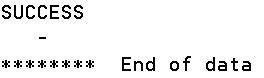 SUCCESS
-
******** End of data